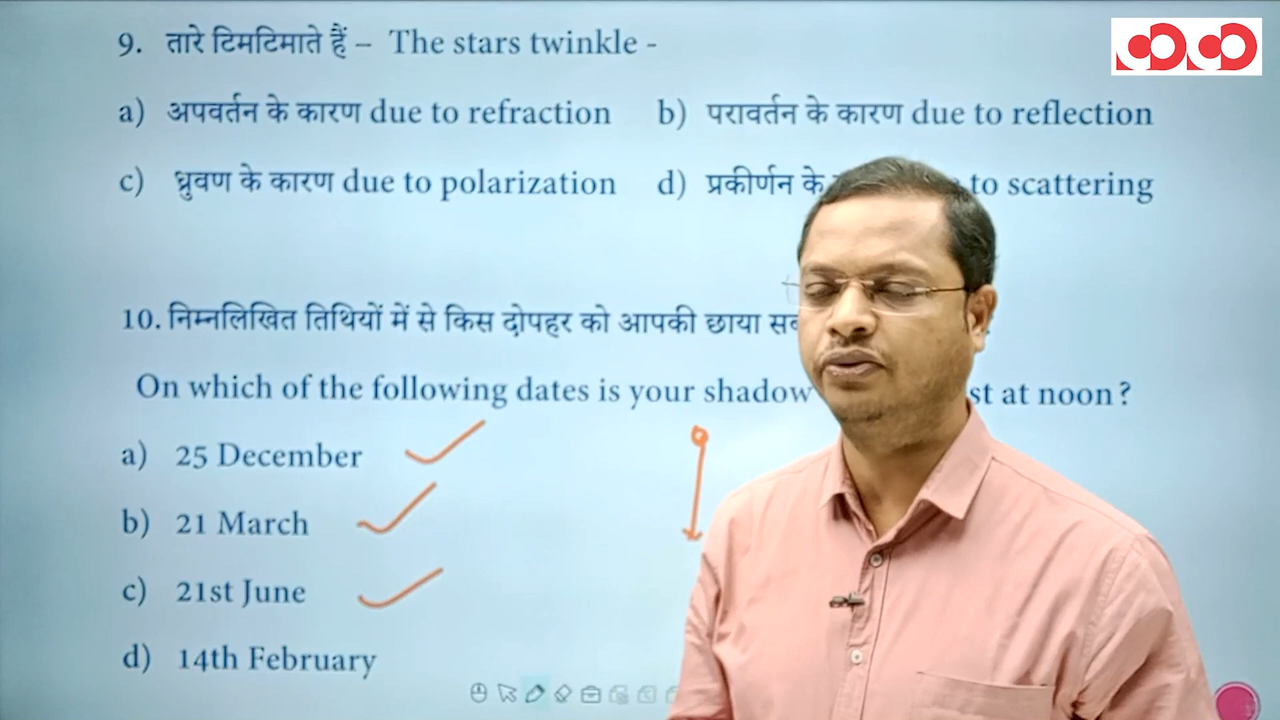 9. तारे टिमटिमाते हैं – The stars twinkle -
a) अपवर्तन के कारण due to refraction b) परावर्तन के कारण due to reflection
c) ध्रुवण के कारण due to polarization d) प्रकीर्णन के to scattering
10. निम्नलिखित तिथियों में से किस दोपहर को आपकी छाया
On which of the following dates is your shadow st at noon?
a) 25 December
b) 21 March
c) 21st June
d) 14th February